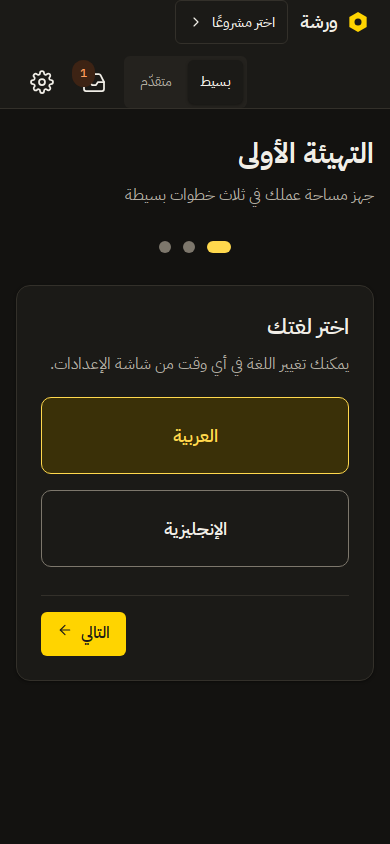 ورشة
اختر مشروعًا
بسيط
متقدّم
1
التهيئة الأولى
جهز مساحة عملك في ثلاث خطوات بسيطة
اختر لغتك
يمكنك تغيير اللغة في أي وقت من شاشة الإعدادات.
العربية
الإنجليزية
التالي